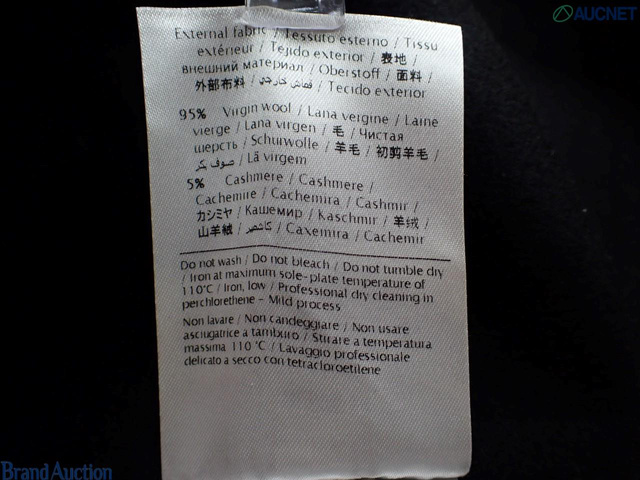 External fabric / Tessuto esterno / Tissu
extérieur / Tejido exterior / 表地 /
внешний материал / Oberstoff / 面料 /
外部布料 / قماش خارجي / Tecido exterior
95% Virgin wool / Lana vergine / Laine
vierge / Lana virgen / 毛 / Чистая
шерсть / Schurwolle / 羊毛 / 初剪羊毛 /
صوف بكر / Lã virgem
5% Cashmere / Cashmere /
Cachemire / Cachemira / Cashmir /
カシミヤ / Кашемир / Kaschmir / 羊绒 /
山羊絨 / كاشمير / Caxemira / Cachemir
Do not wash / Do not bleach / Do not tumble dry
/ Iron at maximum sole-plate temperature of
110°C / Iron, low / Professional dry cleaning in
perchlorethene - Mild process
Non lavare / Non candeggiare / Non usare
asciugatrice a tamburo / Stirare a temperatura
massima 110 °C / Lavaggio professionale
delicato a secco con tetracloroetilene
AUCNET
Brand Auction